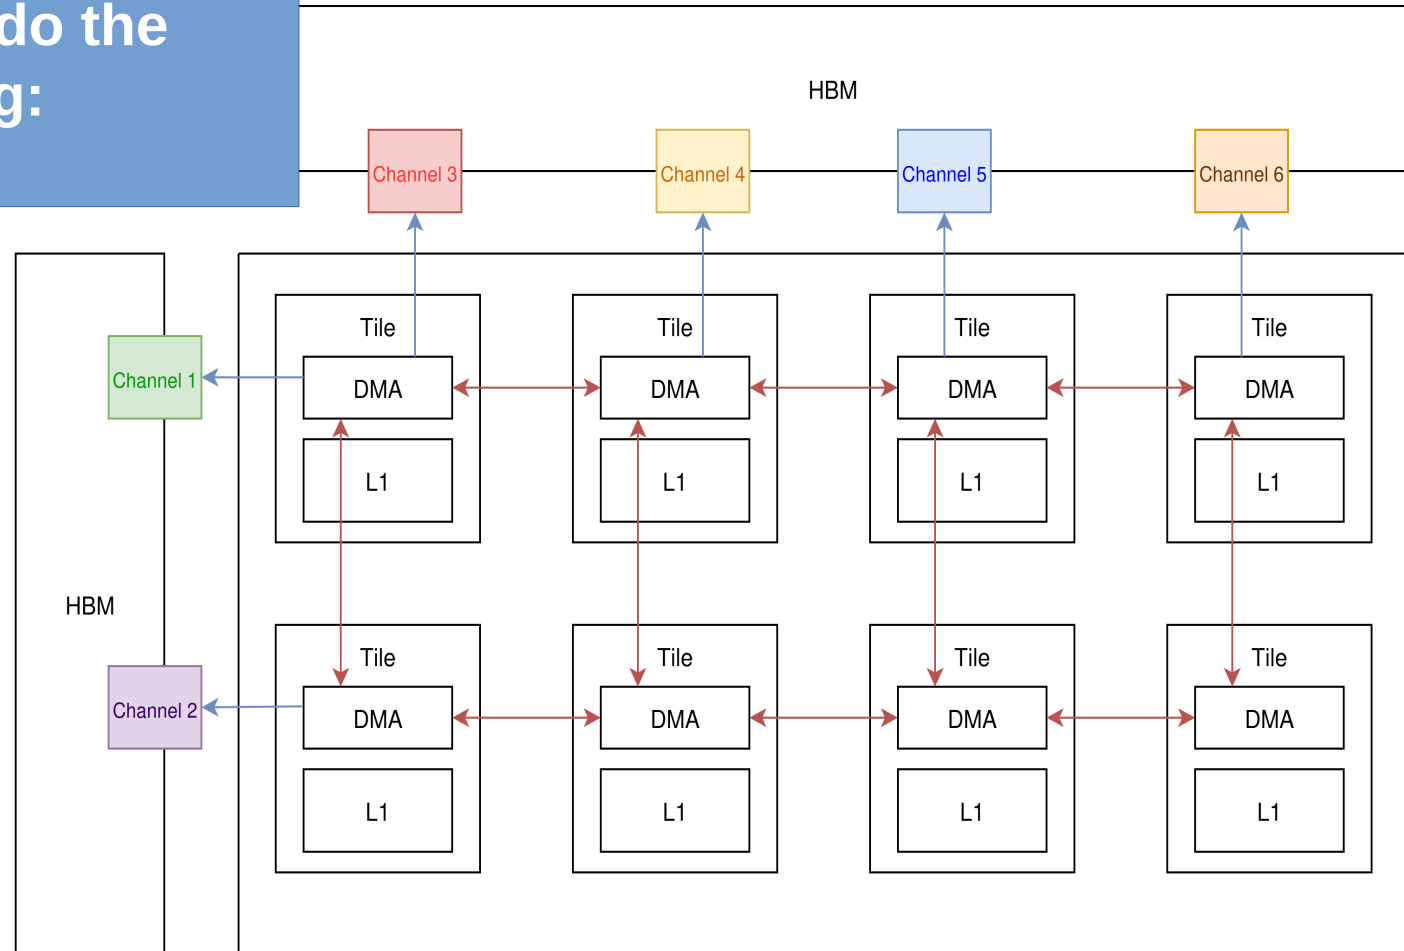 do the
g:
HBM
Channel 3
Channel 4
Channel 5
Channel 6
Tile
Tile
Tile
Tile
Channel 1
DMA
DMA
DMA
DMA
L1
L1
L1
L1
HBM
Tile
Tile
Tile
Tile
Channel 2
DMA
DMA
DMA
DMA
L1
L1
L1
L1